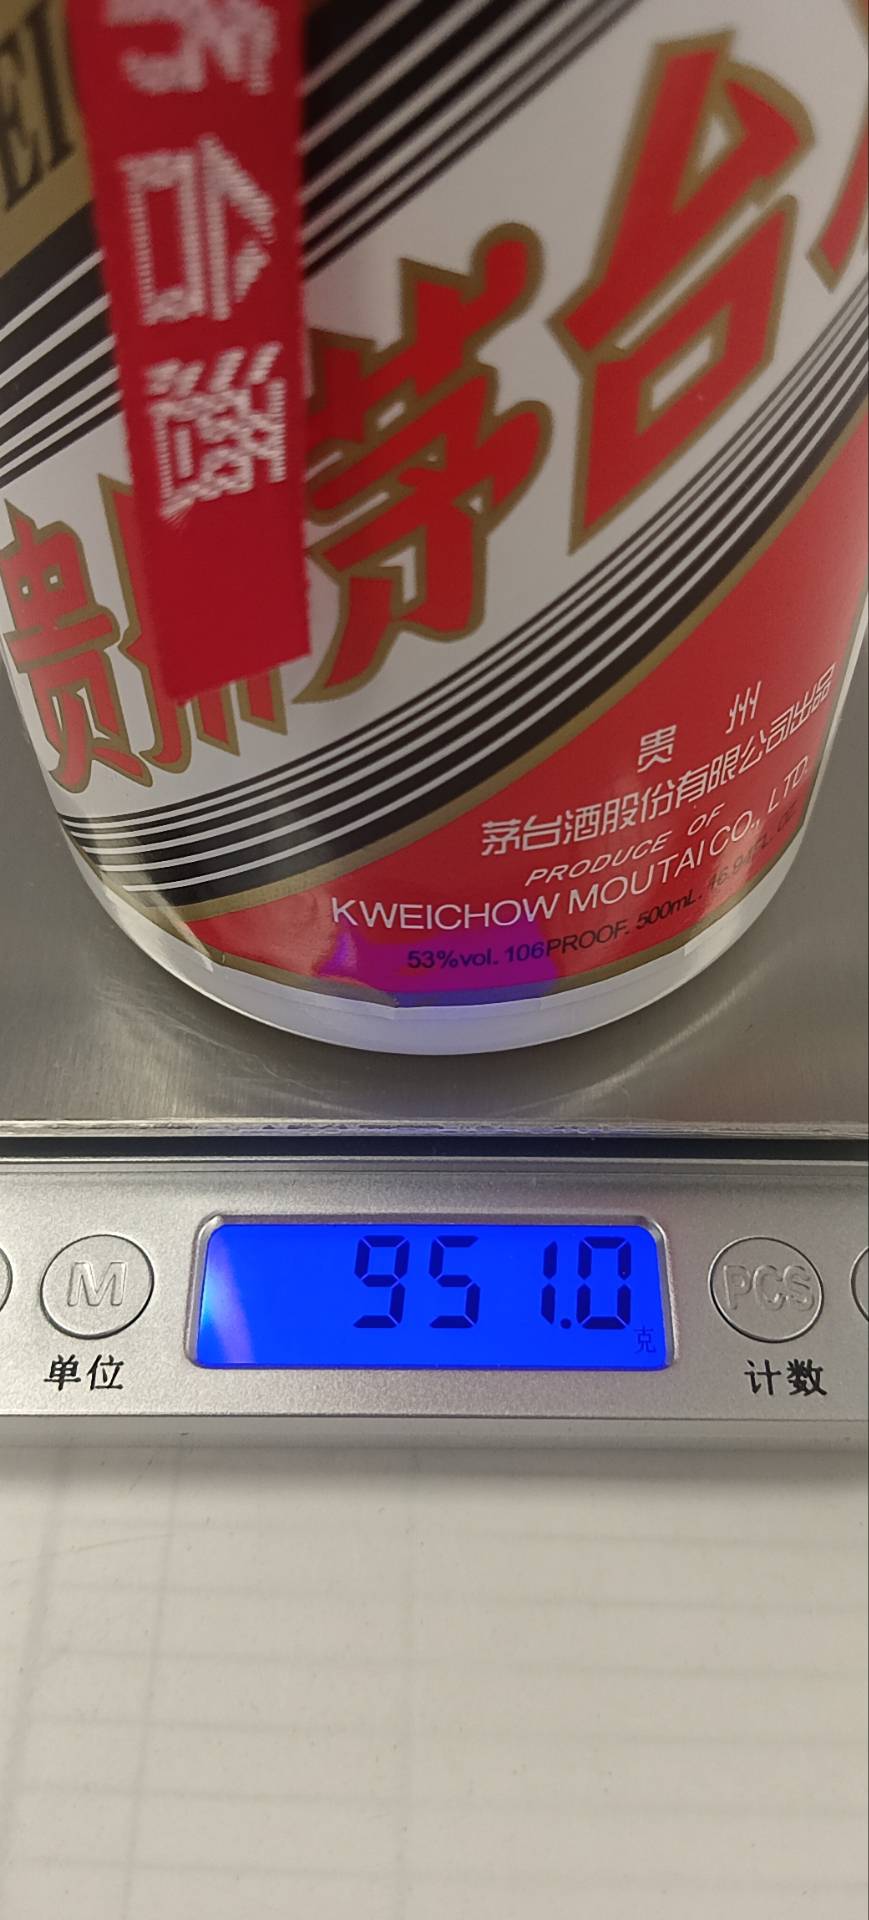 贵州茅台
贵州
茅台酒股份有限公司出品
PRODUCE OF
KWEICHOW MOUTAI CO., LTD.
53%vol. 106PROOF. 500mL.
951.0
克
M
PCS
单位
计数